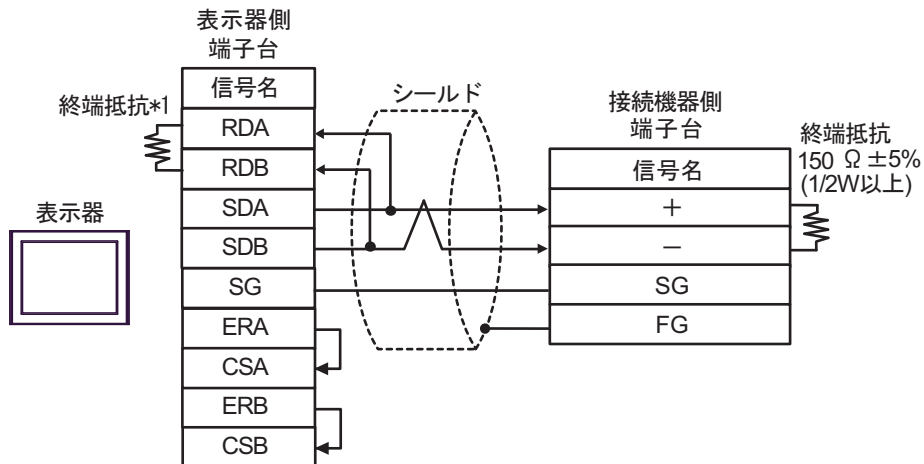 表示器側
端子台
信号名
終端抵抗*1
RDA
RDB
SDA
SDB
SG
ERA
CSA
ERB
CSB
表示器
シールド
接続機器側
端子台
信号名
+
−
SG
FG
終端抵抗
150 Ω ±5%
(1/2W以上)